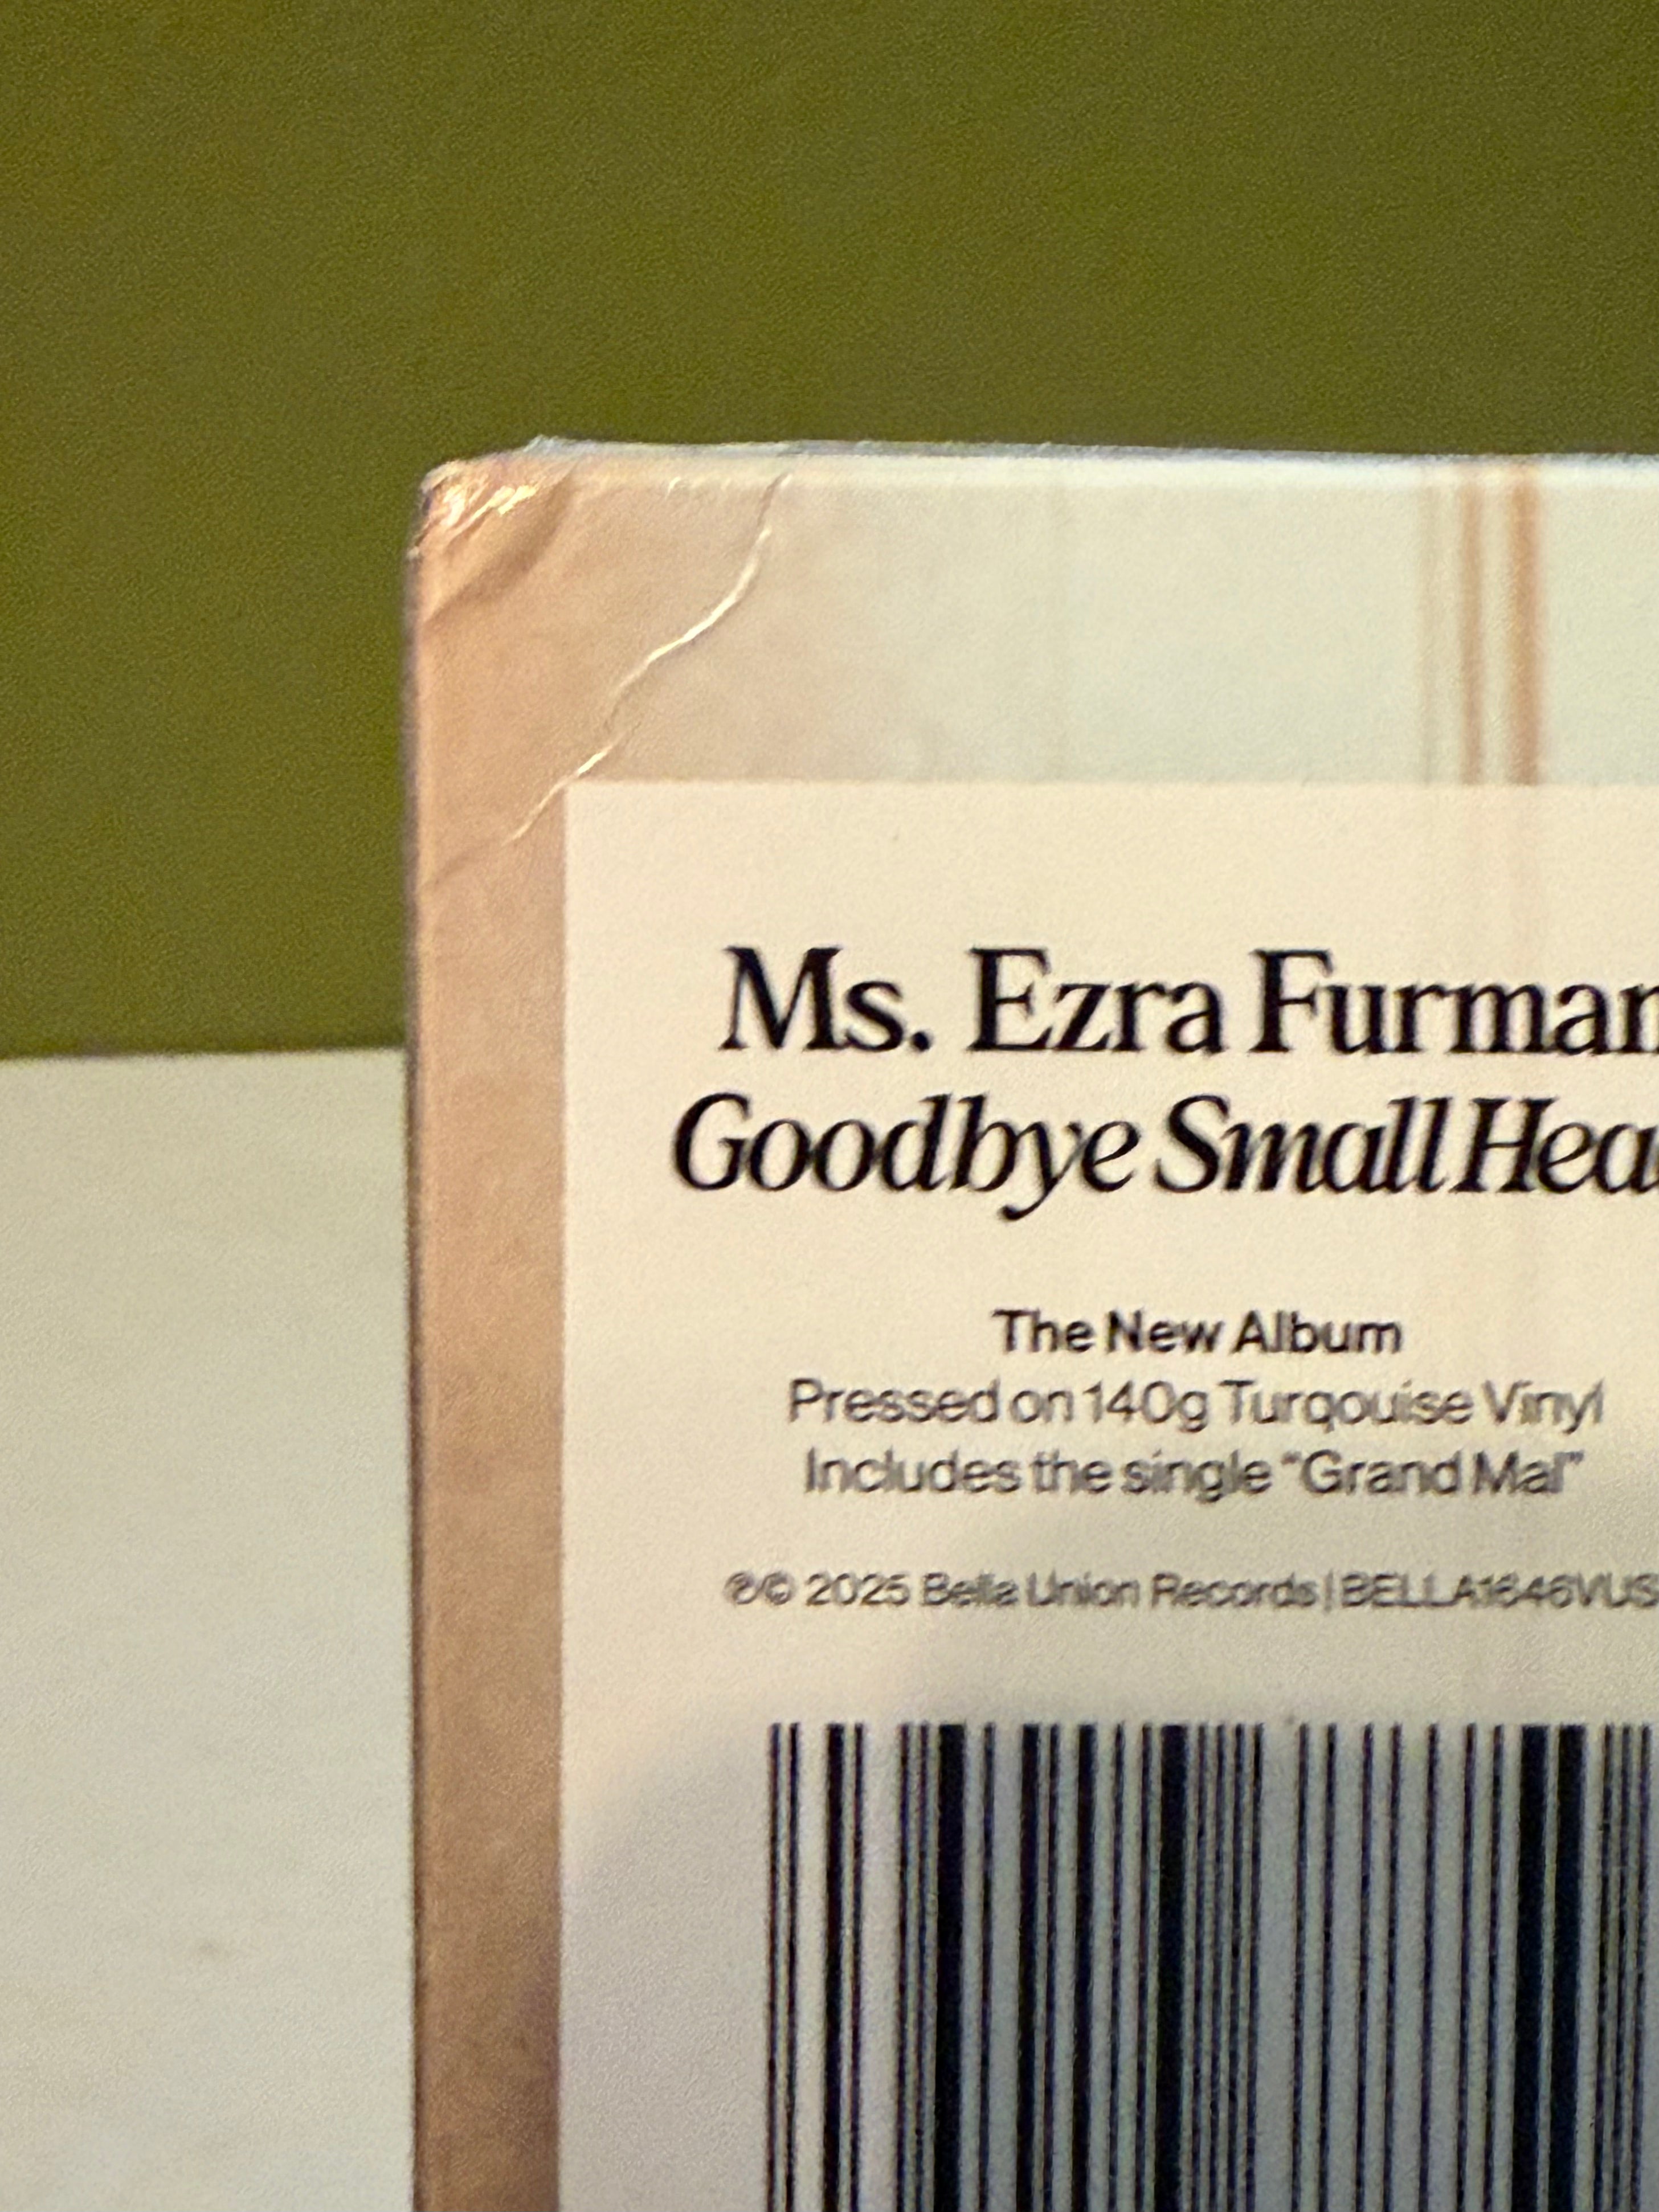 Ms. Ezra Furman
Goodbye Small Hea
The New Album
Pressed on 140g Turqouise Vinyl
Includes the single “Grand Mal”
℗/© 2025 Bella Union Records | BELLA1646VUS